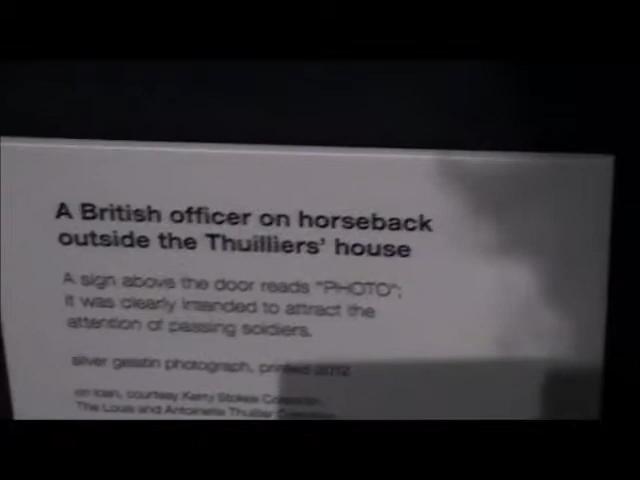 A British officer on horseback
outside the Thuilliers' house
A sign above the door reads "PHOTO";
it was clearly intended to attract the
attention of passing soldiers.
silver gelatin photograph, printed 2012
on loan, courtesy Kerry Stokes Collection,
The Louis and Antoinette Thuillier Collection